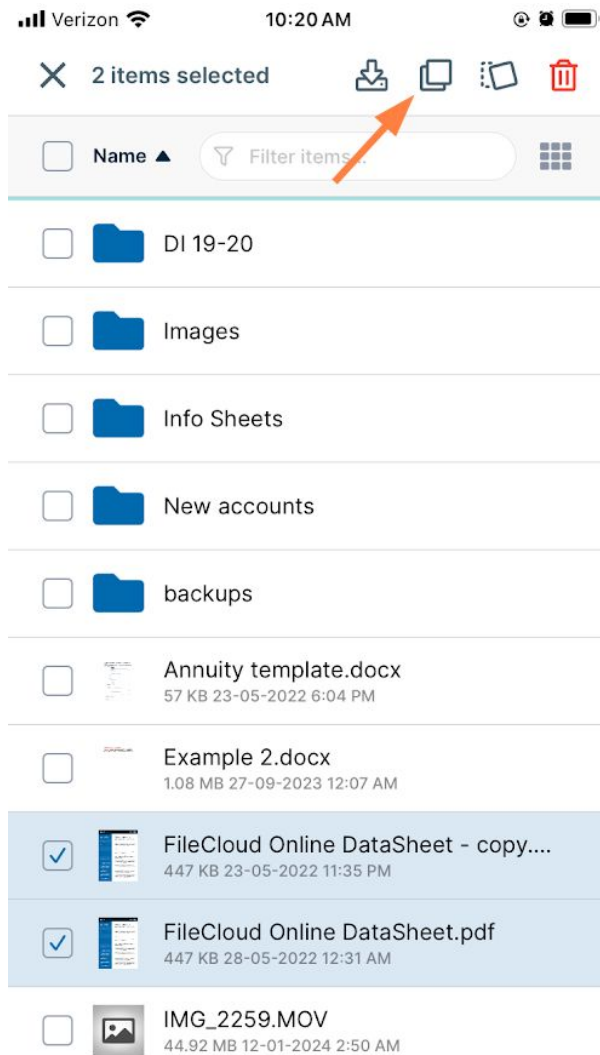 Verizon 10:20 AM
2 items selected
Name ▲ Filter items...
DI 19-20
Images
Info Sheets
New accounts
backups
Annuity template.docx
57 KB 23-05-2022 6:04 PM
Example 2.docx
1.08 MB 27-09-2023 12:07 AM
FileCloud Online DataSheet - copy....
447 KB 23-05-2022 11:35 PM
FileCloud Online DataSheet.pdf
447 KB 28-05-2022 12:31 AM
IMG_2259.MOV
44.92 MB 12-01-2024 2:50 AM